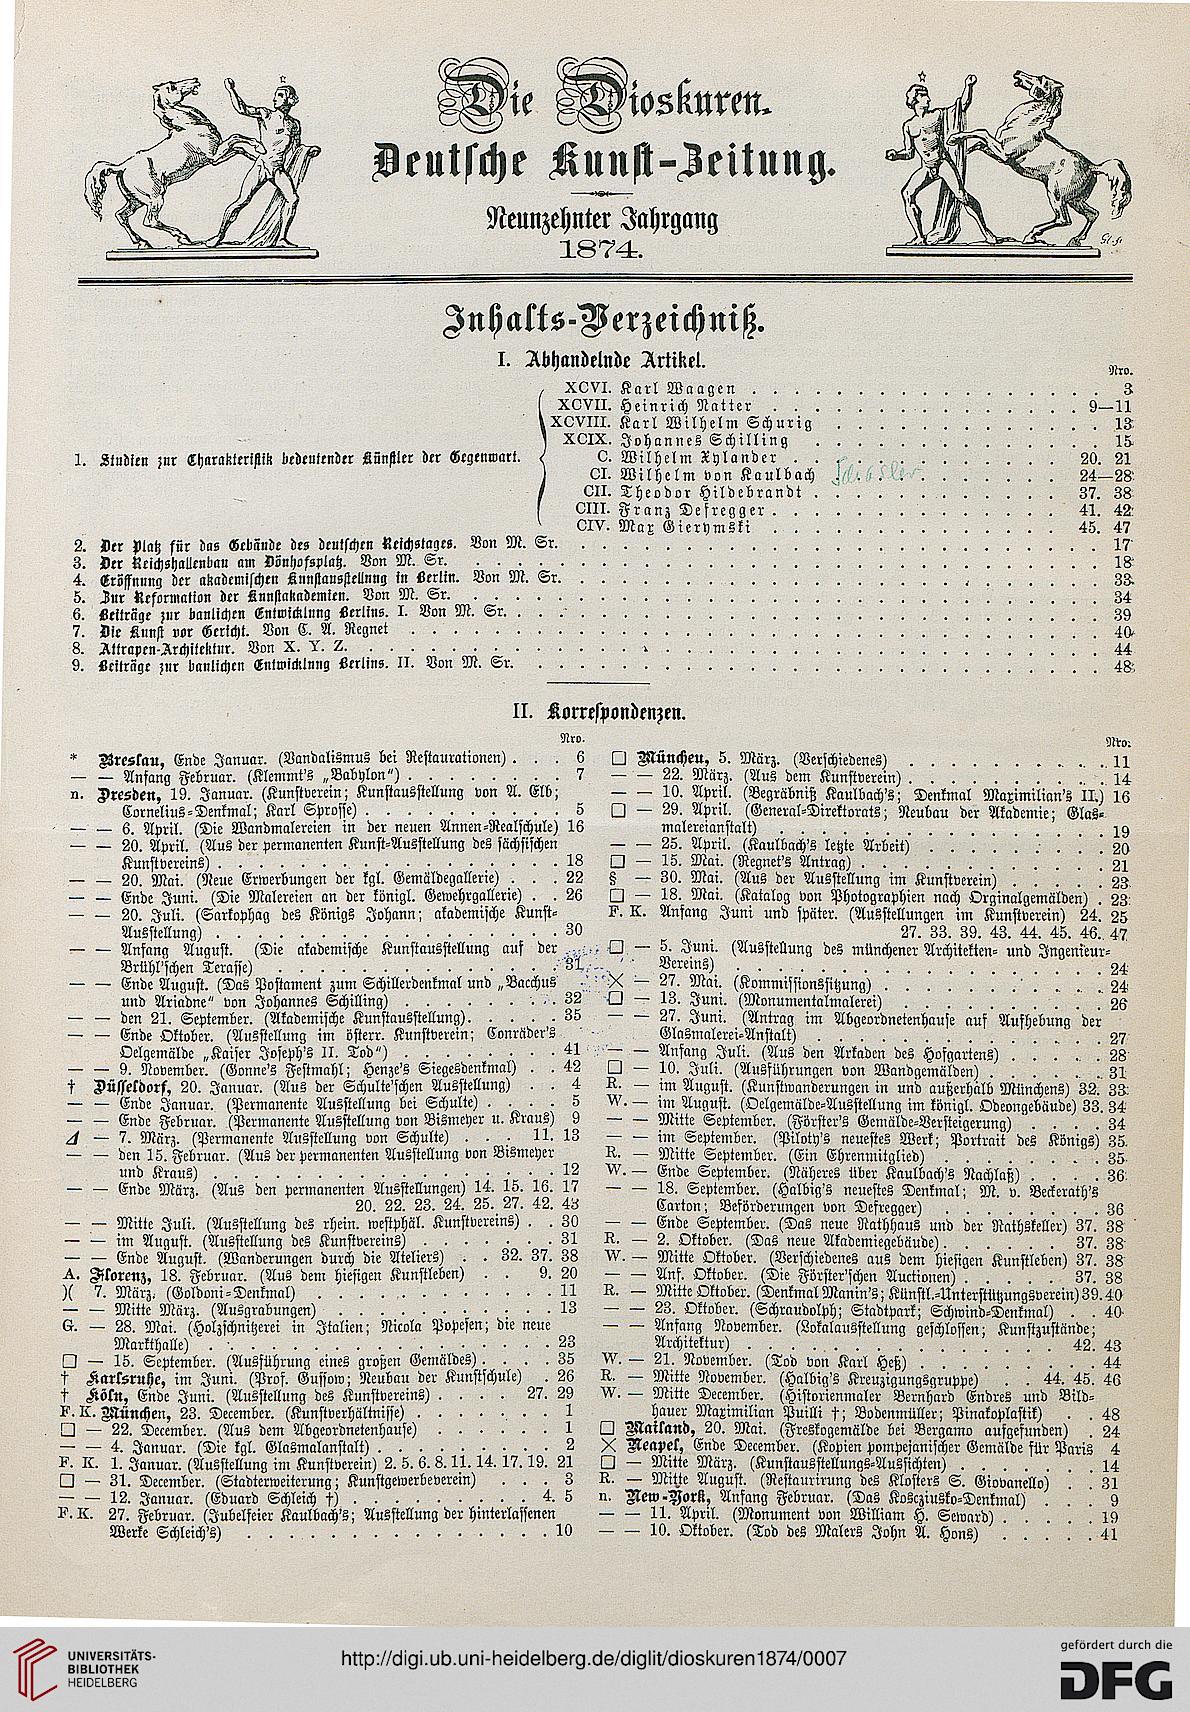 Die Dioskuren.
Deutsche Kunst-Zeitung.
Neunzehnter Jahrgang
1874.
Inhalts-Verzeichniß.
I. Abhandelnde Artikel.
Nro.
1. Studien zur Charakteristik bedeutender Künstler der Gegenwart.
XCVI. Karl Waagen . . . 3
XCVII. Heinrich Natter . . . 9—11
XCVIII. Karl Wilhelm Schurig . . . 13
XCIX. Johannes Schilling . . . 15
C. Wilhelm Xylander . . . 20. 21
CI. Wilhelm von Kaulbach . . . 24—28
CII. Theodor Hildebrandt . . . 37. 38
CIII. Franz Defregger . . . 41. 42
CIV. Max Gierymski . . . 45. 47
2. Der Platz für das Gebäude des deutschen Reichstages. Von M. Sr. . . . 17
3. Der Reichshallenbau am Dönhofsplatz. Von M. Sr. . . . 18
4. Eröffnung der akademischen Kunstausstellung in Berlin. Von M. Sr. . . . 33
5. Zur Reformation der Kunstakademien. Von M. Sr. . . . 34
6. Beiträge zur baulichen Entwicklung Berlins. I. Von M. Sr. . . . 39
7. Die Kunst vor Gericht. Von C. A. Regnet . . . 40
8. Attrapen-Architektur. Von X. Y. Z. . . . 44
9. Beiträge zur baulichen Entwicklung Berlins. II. Von M. Sr. . . . 48
II. Korrespondenzen.
Nro.
* Breslau, Ende Januar. (Vandalismus bei Restaurationen) . . . 6
— — Anfang Februar. (Klemmt's „Babylon“) . . . 7
n. Dresden, 19. Januar. (Kunstverein; Kunstausstellung von A. Elb;
Cornelius-Denkmal; Karl Sprosse) . . . 5
— — 6. April. (Die Wandmalereien in der neuen Annen-Realschule) 16
— — 20. April. (Aus der permanenten Kunst-Ausstellung des sächsischen
Kunstvereins) . . . 18
— — 20. Mai. (Neue Erwerbungen der kgl. Gemäldegallerie) . . . 22
— — Ende Juni. (Die Malereien an der königl. Gewehrgallerie) . . 26
— — 20. Juli. (Sarkophag des Königs Johann; akademische Kunst-
Ausstellung) . . . 30
— — Anfang August. (Die akademische Kunstausstellung auf der
Brühl'schen Terasse) . . . 31
— — Ende August. (Das Postament zum Schillerdenkmal und „Bacchus
und Ariadne“ von Johannes Schilling) . . . 32
— — den 21. September. (Akademische Kunstausstellung) . . . 35
— — Ende Oktober. (Ausstellung im österr. Kunstverein; Conräder's
Oelgemälde „Kaiser Joseph's II. Tod“) . . . 41
— — 9. November. (Gonne's Festmahl; Henze's Siegesdenkmal) . . 42
† Düsseldorf, 20. Januar. (Aus der Schulte'schen Ausstellung) . . 4
— — Ende Januar. (Permanente Ausstellung bei Schulte) . . . 5
— — Ende Februar. (Permanente Ausstellung von Bismeyer u. Kraus) 9
⊿ — 7. März. (Permanente Ausstellung von Schulte) . . . 11. 13
— — den 15. Februar. (Aus der permanenten Ausstellung von Bismeyer
und Kraus) . . . 12
— — Ende März. (Aus den permanenten Ausstellungen) 14. 15. 16. 17
20. 22. 23. 24. 25. 27. 42. 43
— — Mitte Juli. (Ausstellung des rhein. westphäl. Kunstvereins) . . 30
— — im August. (Ausstellung des Kunstvereins) . . . 31
— — Ende August. (Wanderungen durch die Ateliers) . . 32. 37. 38
A. Florenz, 18. Februar. (Aus dem hiesigen Kunstleben) . . 9. 20
)( 7. März. (Goldoni-Denkmal) . . . 11
— — Mitte März. (Ausgrabungen) . . . 13
G. — 28. Mai. (Holzschnitzerei in Italien; Nicola Popesen; die neue
Markthalle) . . . 23
□ — 15. September. (Ausführung eines großen Gemäldes) . . . 35
† Karlsruhe, im Juni. (Prof. Gussow; Neubau der Kunstschule) . 26
† Köln, Ende Juni. (Ausstellung des Kunstvereins) . . . 27. 29
F. K. München, 23. December. (Kunstverhältnisse) . . . 1
□ — 22. December. (Aus dem Abgeordnetenhause) . . . 1
— — 4. Januar. (Die kgl. Glasmalanstalt) . . . 2
F. K. 1. Januar. (Ausstellung im Kunstverein) 2. 5. 6. 8. 11. 14. 17. 19. 21
□ — 31. December. (Stadterweiterung; Kunstgewerbeverein) . . . 3
— — 12. Januar. (Eduard Schleich †) . . . 4. 5
F. K. 27. Februar. (Jubelfeier Kaulbach's; Ausstellung der hinterlassenen
Werke Schleich's) . . . 10
Nro.
□ München, 5. März. (Verschiedenes) . . . 11
— — 22. März. (Aus dem Kunstverein) . . . 14
— — 10. April. (Begräbniß Kaulbach's; Denkmal Maximilian's II.) 16
□ — 29. April. (General-Direktorats; Neubau der Akademie; Glas-
malereianstalt) . . . 19
— — 25. April. (Kaulbach's letzte Arbeit) . . . 20
□ — 15. Mai. (Regnet's Antrag) . . . 21
§ — 30. Mai. (Aus der Ausstellung im Kunstverein) . . . 23
□ — 18. Mai. (Katalog von Photographien nach Orginalgemälden) . 23
F. K. Anfang Juni und später. (Ausstellungen im Kunstverein) 24. 25
27. 33. 39. 43. 44. 45. 46. 47
□ — 5. Juni. (Ausstellung des münchener Architekten- und Ingenieur-
Vereins) . . . 24
✕ — 27. Mai. (Kommissionssitzung) . . . 24
□ — 13. Juni. (Monumentalmalerei) . . . 26
— — 27. Juni. (Antrag im Abgeordnetenhause auf Aufhebung der
Glasmalerei-Anstalt) . . . 27
— — Anfang Juli. (Aus den Arkaden des Hofgartens) . . . 28
□ — 10. Juli. (Ausführungen von Wandgemälden) . . . 31
R. — im August. (Kunstwanderungen in und außerhalb Münchens) 32. 33
W. — im August. (Oelgemälde-Ausstellung im königl. Odeongebäude) 33. 34
— — Mitte September. (Förster's Gemälde-Versteigerung) . . . 34
— — im September. (Piloty's neuestes Werk; Portrait des Königs) 35
R. — Mitte September. (Ein Ehrenmitglied) . . . 35
W. — Ende September. (Näheres über Kaulbach's Nachlaß) . . . 36
— — 18. September. (Halbig's neuestes Denkmal; M. v. Beckerath's
Carton; Beförderungen von Defregger) . . . 36
— — Ende September. (Das neue Rathhaus und der Rathskeller) 37. 38
R. — 2. Oktober. (Das neue Akademiegebäude) . . . 37. 38
W. — Mitte Oktober. (Verschiedenes aus dem hiesigen Kunstleben) 37. 38
— — Anf. Oktober. (Die Förster'schen Auctionen) . . . 37. 38
R. — Mitte Oktober. (Denkmal Manin's; Künstl.-Unterstützungsverein) 39. 40
— — 23. Oktober. (Schraudolph; Stadtpark; Schwind-Denkmal) . . 40
— — Anfang November. (Lokalausstellung geschlossen; Kunstzustände;
Architektur) . . . 42. 43
W. — 21. November. (Tod von Karl Heß) . . . 44
R. — Mitte November. (Halbig's Kreuzigungsgruppe) . . 44. 45. 46
W. — Mitte December. (Historienmaler Bernhard Endres und Bild-
hauer Maximilian Puilli †; Bodenmüller; Pinakoplastik) . . 48
□ Mailand, 20. Mai. (Freskogemälde bei Bergamo aufgefunden) . 24
✕ Neapel, Ende December. (Kopien pompejanischer Gemälde für Paris 4
□ — Mitte März. (Kunstausstellungs-Aussichten) . . . 14
R. — Mitte August. (Restaurirung des Klosters S. Giovanello) . . 31
n. New-York, Anfang Februar. (Das Kosczinsko-Denkmal) . . . 9
— — 11. April. (Monument von William H. Seward) . . . 19
— — 10. Oktober. (Tod des Malers John A. Hons) . . . 41
UNIVERSITÄTS-
BIBLIOTHEK
HEIDELBERG
http://digi.ub.uni-heidelberg.de/diglit/dioskuren1874/0007
gefördert durch die
DFG